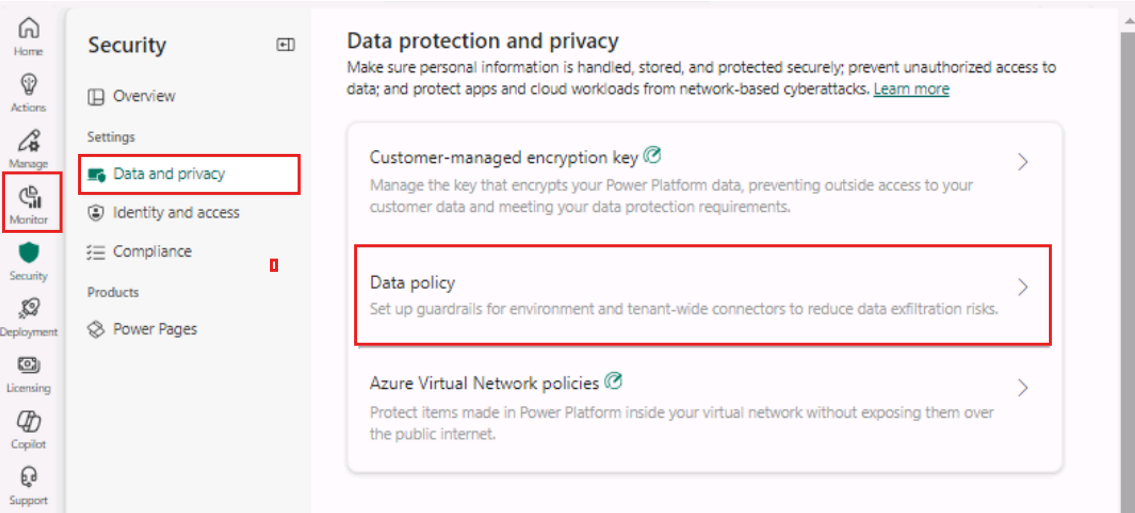 Home
Actions
Manage
Monitor
Security
Deployment
Licensing
Copilot
Support
Security
Overview
Settings
Data and privacy
Identity and access
Compliance
Products
Power Pages
Data protection and privacy
Make sure personal information is handled, stored, and protected securely; prevent unauthorized access to
data; and protect apps and cloud workloads from network-based cyberattacks. Learn more
Customer-managed encryption key
Manage the key that encrypts your Power Platform data, preventing outside access to your
customer data and meeting your data protection requirements.
Data policy
Set up guardrails for environment and tenant-wide connectors to reduce data exfiltration risks.
Azure Virtual Network policies
Protect items made in Power Platform inside your virtual network without exposing them over
the public internet.